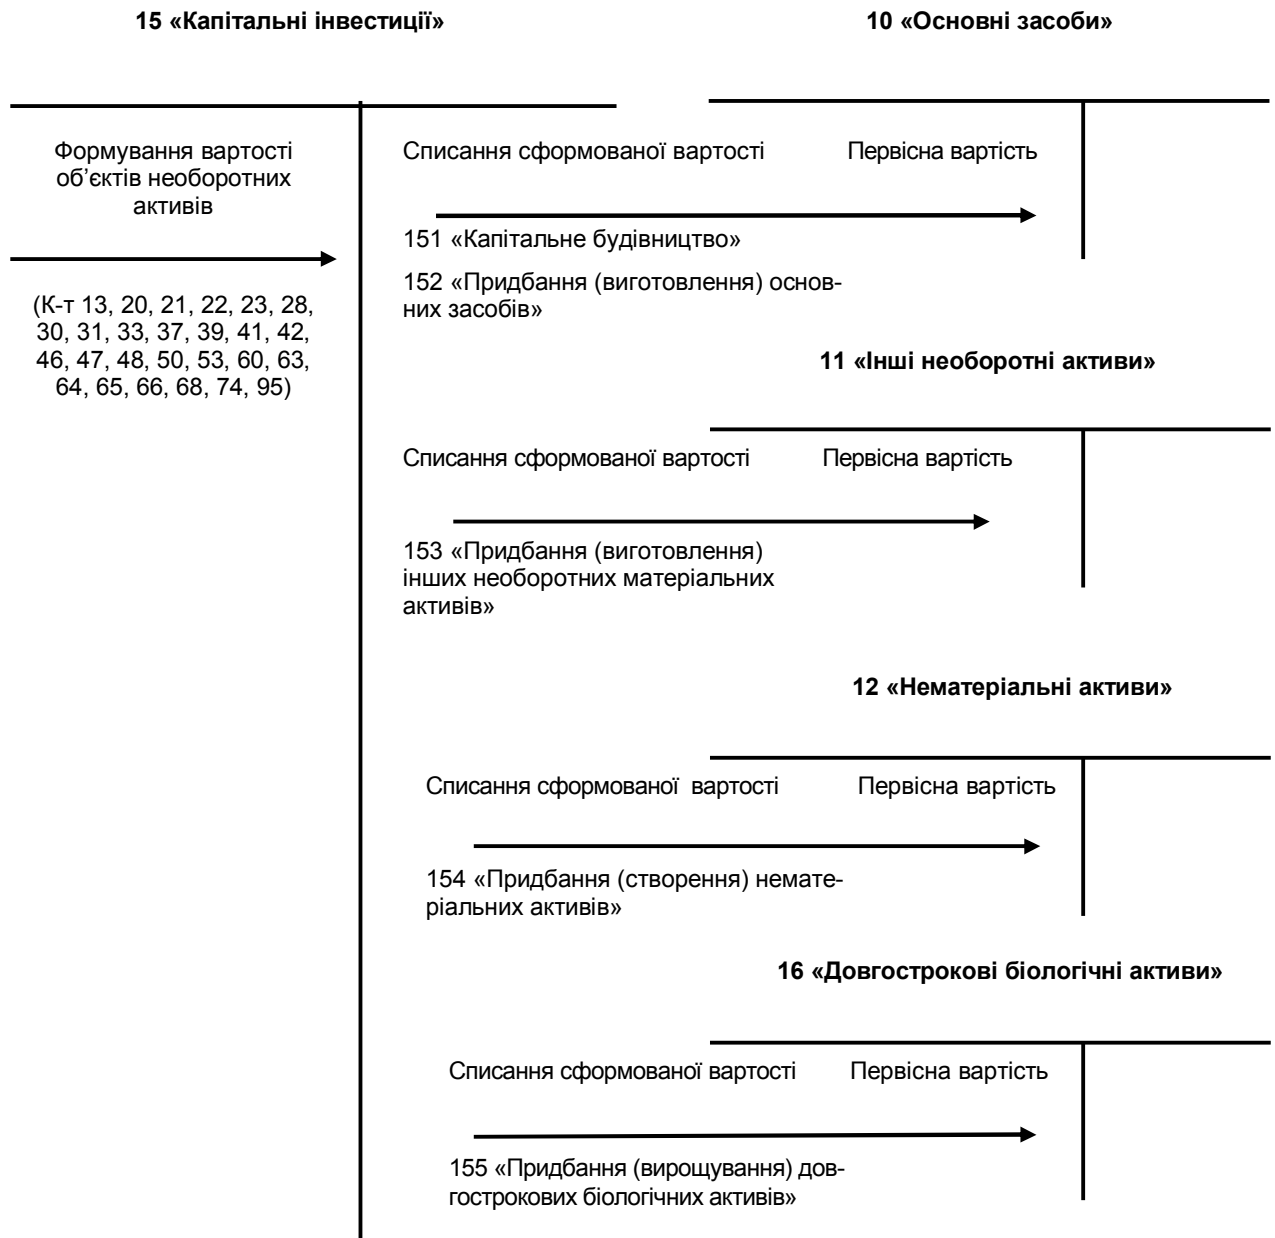 15 «Капітальні інвестиції»
10 «Основні засоби»
Формування вартості
об’єктів необоротних
активів
(К-т 13, 20, 21, 22, 23, 28,
30, 31, 33, 37, 39, 41, 42,
46, 47, 48, 50, 53, 60, 63,
64, 65, 66, 68, 74, 95)
Списання сформованої вартості
Первісна вартість
151 «Капітальне будівництво»
152 «Придбання (виготовлення) основ-
них засобів»
11 «Інші необоротні активи»
Списання сформованої вартості
Первісна вартість
153 «Придбання (виготовлення)
інших необоротних матеріальних
активів»
12 «Нематеріальні активи»
Списання сформованої вартості
Первісна вартість
154 «Придбання (створення) немате-
ріальних активів»
16 «Довгострокові біологічні активи»
Списання сформованої вартості
Первісна вартість
155 «Придбання (вирощування) дов-
гострокових біологічних активів»